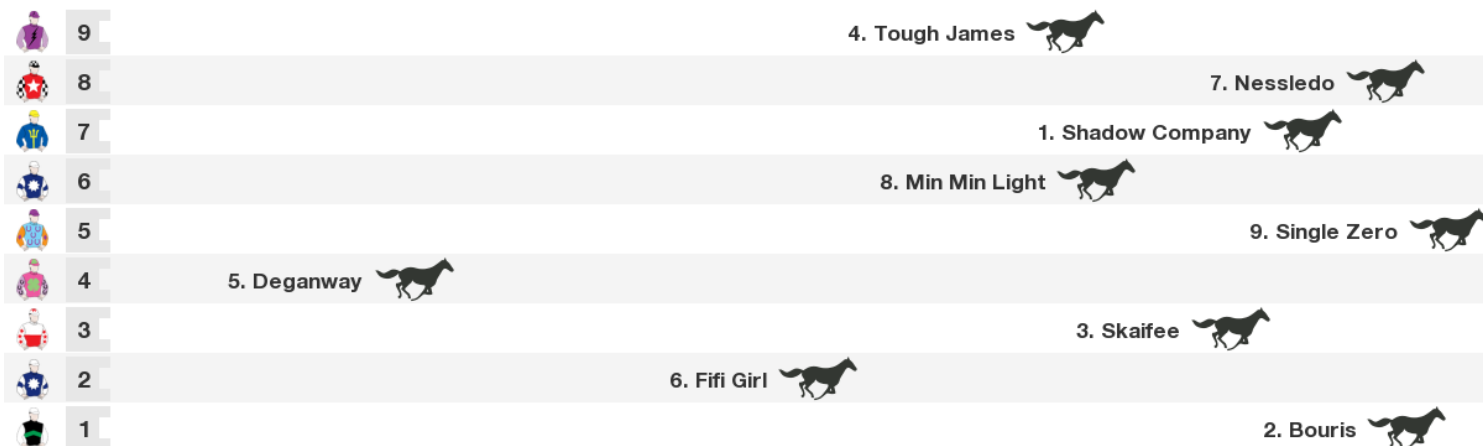 9 4. Tough James
8 7. Nessledo
7 1. Shadow Company
6 8. Min Min Light
5 9. Single Zero
4 5. Deganway
3 3. Skaifee
2 6. Fifi Girl
1 2. Bouris